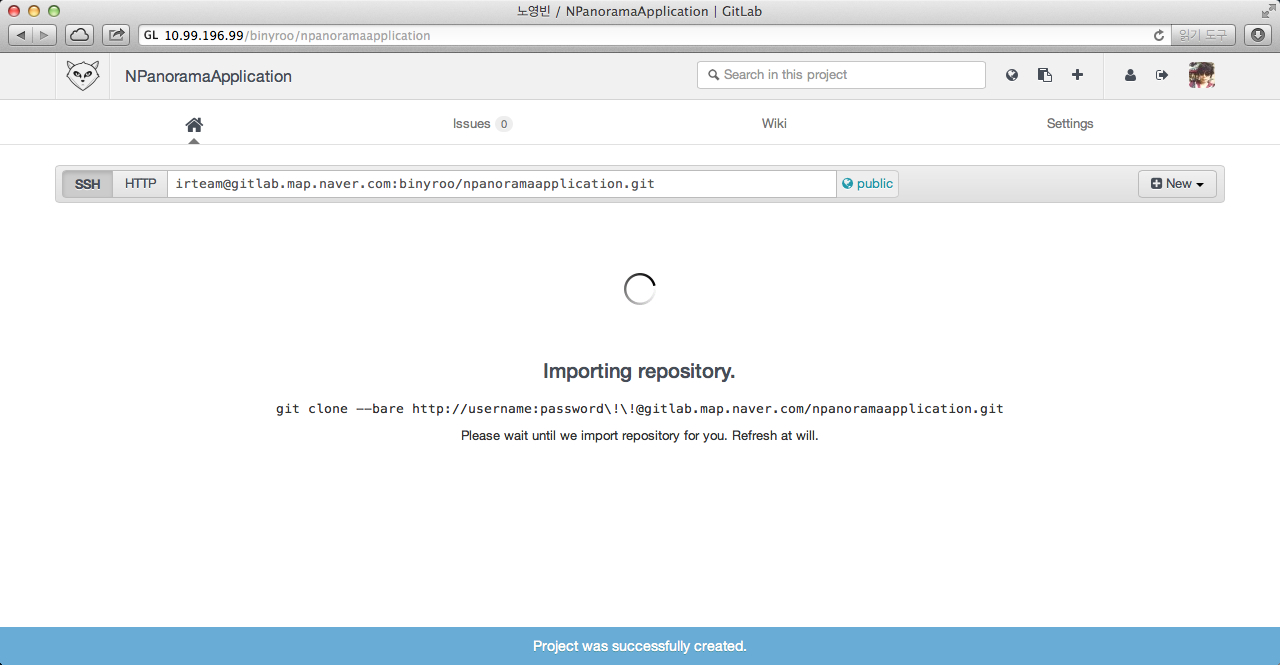 노영빈 / NPanoramaApplication | GitLab
GL 10.99.196.99/binyroo/npanoramaapplication 읽기 도구
NPanoramaApplication Search in this project
Issues 0 Wiki Settings
SSH HTTP irteam@gitlab.map.naver.com:binyroo/npanoramaapplication.git public New
Importing repository.
git clone --bare http://username:password\!\!@gitlab.map.naver.com/npanoramaapplication.git
Please wait until we import repository for you. Refresh at will.
Project was successfully created.